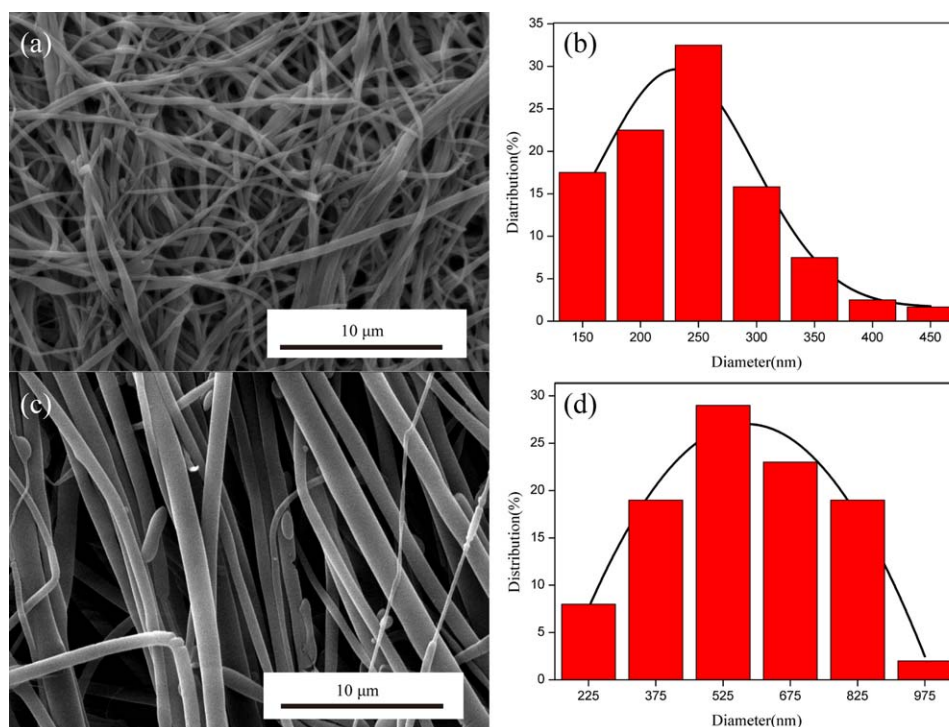 (a)
10 μm
(b)
35
30
25
20
15
10
5
0
Diatribution(%)
150 200 250 300 350 400 450
Diameter(nm)
(c)
10 μm
(d)
30
25
20
15
10
5
0
Distribution(%)
225 375 525 675 825 975
Diameter(nm)